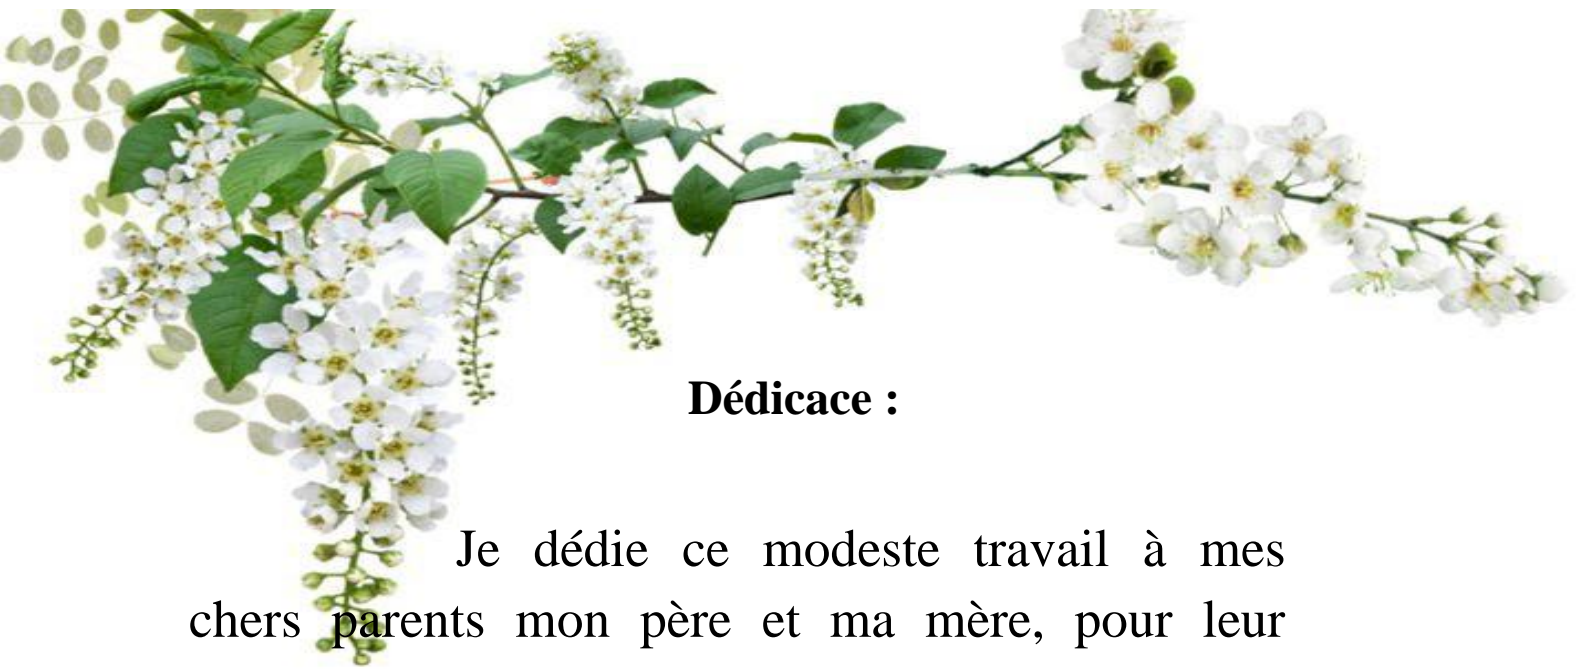 Dédicace :
Je dédie ce modeste travail à mes
chers parents mon père et ma mère, pour leur